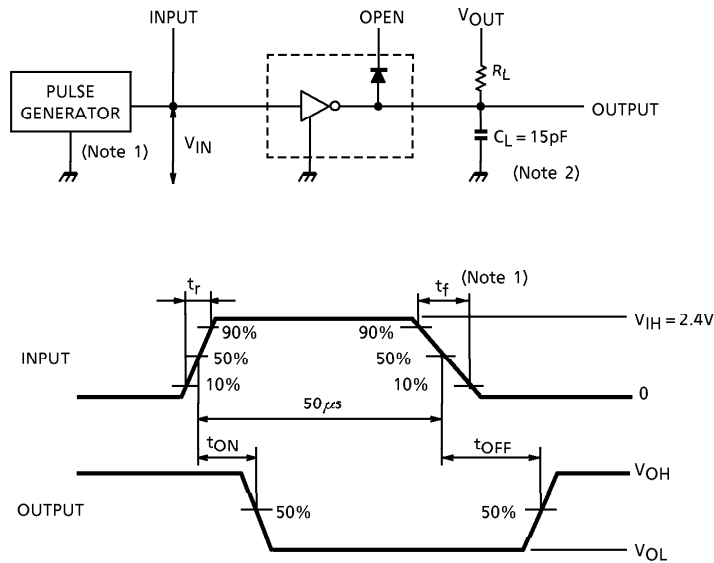 INPUT
OPEN
VOUT
PULSE
GENERATOR
(Note 1)
VIN
RL
OUTPUT
CL = 15pF
(Note 2)
tr
tf
(Note 1)
90%
90%
VIH = 2.4V
INPUT
50%
50%
10%
10%
0
50μs
tON
tOFF
VOH
OUTPUT
50%
50%
VOL